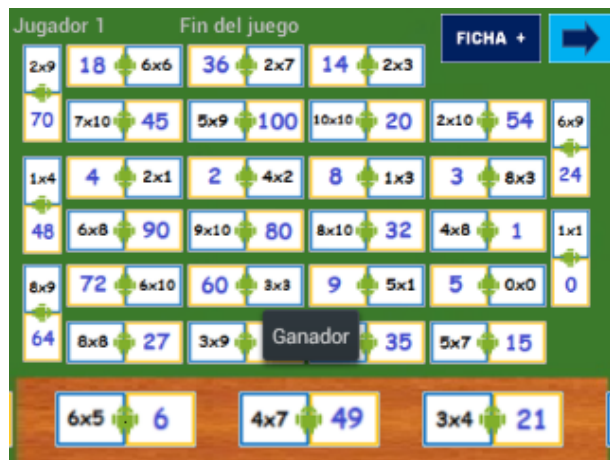 Jugador 1 Fin del juego FICHA +
2x9 18 6x6 36 2x7 14 2x3
70 7x10 45 5x9 100 10x10 20 2x10 54 6x9
1x4 4 2x1 2 4x2 8 1x3 3 8x3 24
48 6x8 90 9x10 80 8x10 32 4x8 1 1x1
8x9 72 6x10 60 3x3 9 5x1 5 0x0 0
64 8x8 27 3x9 Ganador 35 5x7 15
6x5 6 4x7 49 3x4 21